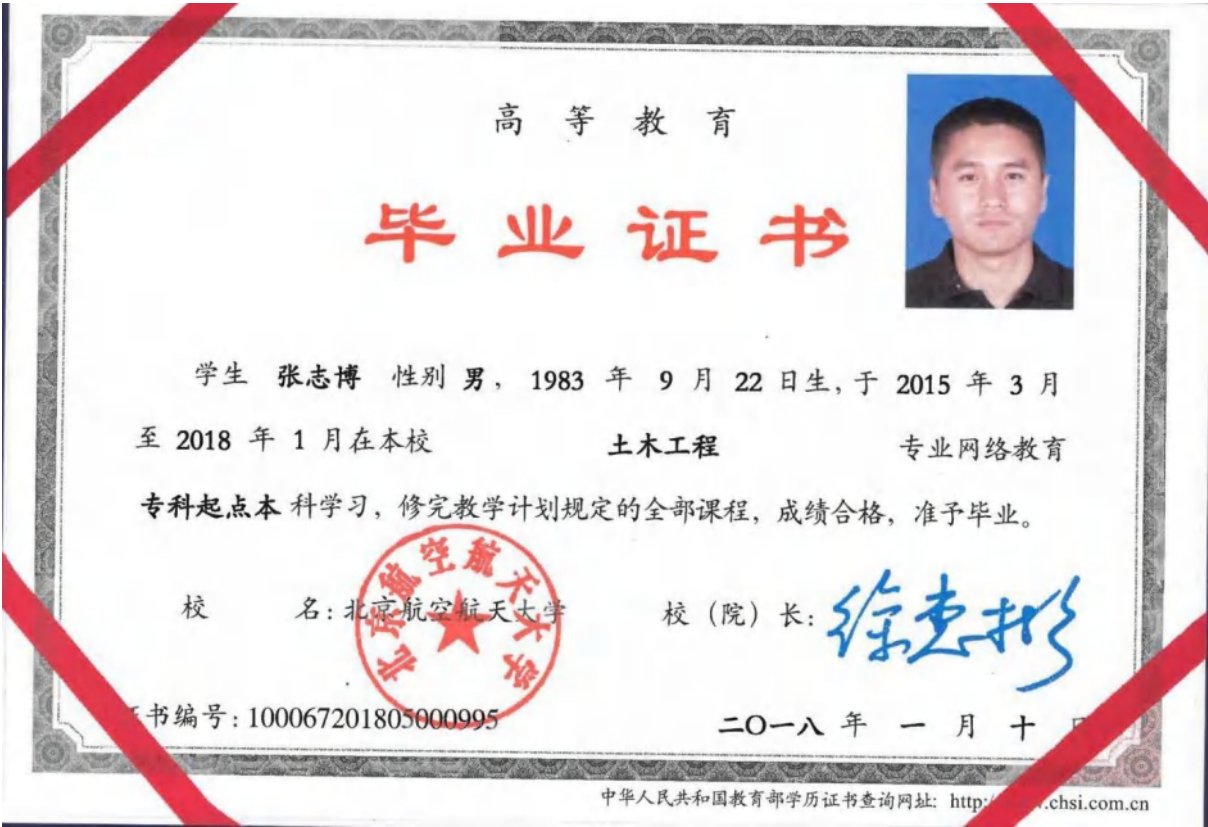 高等教育
毕业证书
学生 张志博 性别 男, 1983 年 9 月 22 日生, 于 2015 年 3 月
至 2018 年 1 月在本校 土木工程 专业网络教育
专科起点本 科学习, 修完教学计划规定的全部课程, 成绩合格, 准予毕业。
校 名: 北京航空航天大学 校 (院) 长: 徐惠彬
北京航空航天大学
书编号: 100067201805000995 二〇一八 年 一 月 十
中华人民共和国教育部学历证书查询网址: http:/ .chsi.com.cn